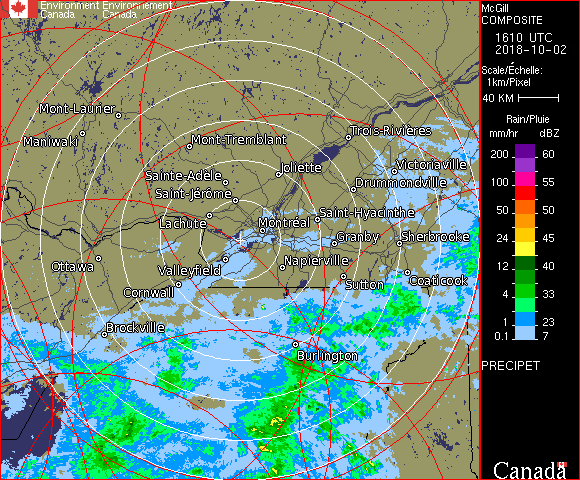 Environment Environnement
Canada Canada
McGill
COMPOSITE
1610 UTC
2018-10-02
Scale/Échelle:
1km/Pixel
40 KM
Rain/Pluie
mm/hr dBZ
200 60
100 55
50 50
24 45
12 40
4 33
1 23
0.1 7
PRECIPET
Canada
Mont-Laurier
Maniwaki
Mont-Tremblant
Trois-Rivières
Victoriaville
Sainte-Adèle
Joliette
Drummondville
Saint-Jérôme
Lachute
Montréal
Saint-Hyacinthe
Granby
Sherbrooke
Ottawa
Valleyfield
Napierville
Cornwall
Sutton
Coaticook
Brockville
Burlington